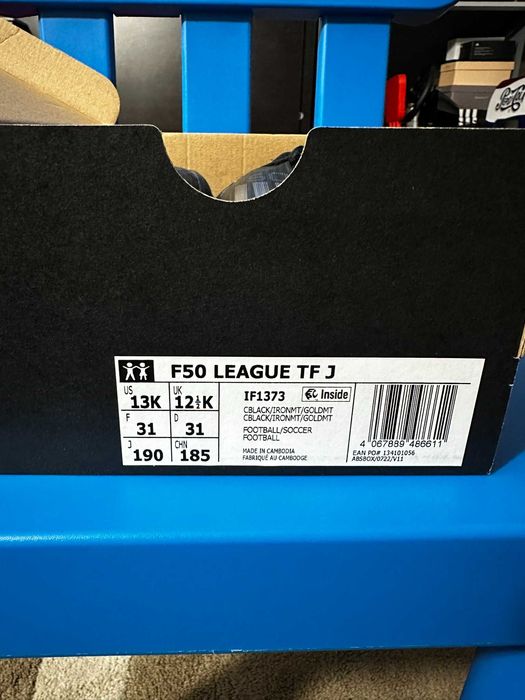 F50 LEAGUE TF J
US UK
13K 12½K
F D
31 31
J CHN
190 185
IF1373 Inside
CBLACK/IRONMT/GOLDMT
CBLACK/IRONMT/GOLDMT
FOOTBALL/SOCCER
FOOTBALL
MADE IN CAMBODIA
FABRIQUÉ AU CAMBODGE
4 067889 486611
EAN PO# 134101056
ABSBOX/0722/V11